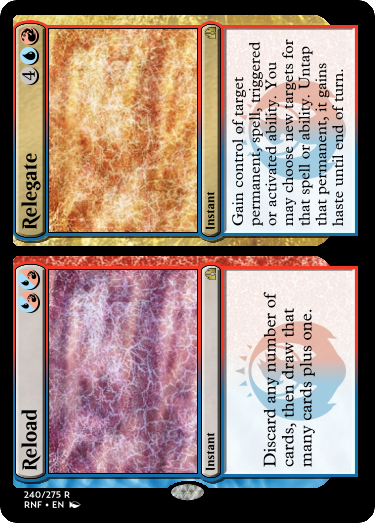 Relegate
4
Instant
Gain control of target
permanent, spell, triggered
or activated ability. You
may choose new targets for
that spell or ability. Untap
that permanent, it gains
haste until end of turn.
Reload
Instant
Discard any number of
cards, then draw that
many cards plus one.
240/275 R
RNF • EN